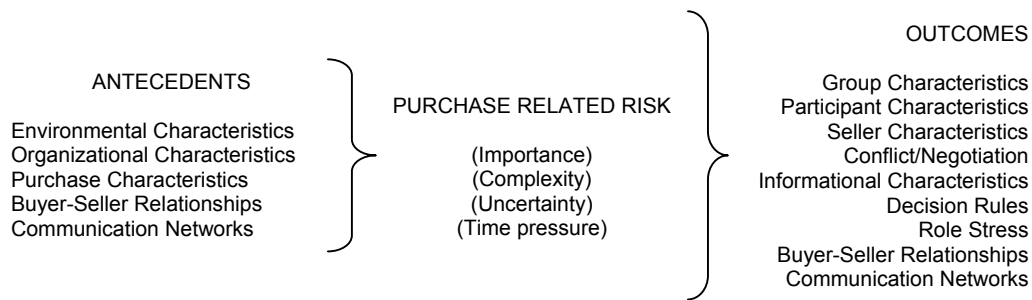 ANTECEDENTS
Environmental Characteristics
Organizational Characteristics
Purchase Characteristics
Buyer-Seller Relationships
Communication Networks
PURCHASE RELATED RISK
(Importance)
(Complexity)
(Uncertainty)
(Time pressure)
OUTCOMES
Group Characteristics
Participant Characteristics
Seller Characteristics
Conflict/Negotiation
Informational Characteristics
Decision Rules
Role Stress
Buyer-Seller Relationships
Communication Networks